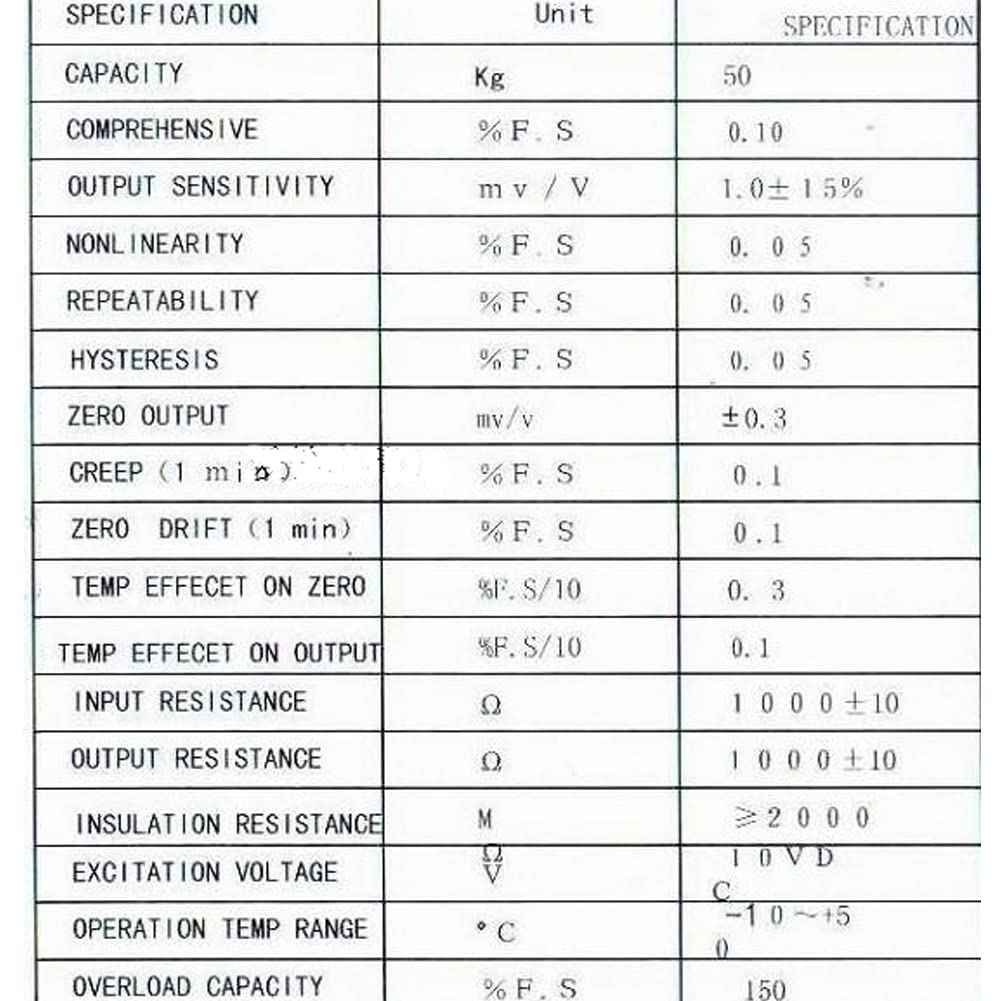 SPECIFICATION Unit SPECIFICATION
CAPACITY Kg 50
COMPREHENSIVE %F.S 0.10
OUTPUT SENSITIVITY mv/V 1.0±15%
NONLINEARITY %F.S 0.05
REPEATABILITY %F.S 0.05
HYSTERESIS %F.S 0.05
ZERO OUTPUT mv/v ±0.3
CREEP (1 min) %F.S 0.1
ZERO DRIFT (1 min) %F.S 0.1
TEMP EFFECET ON ZERO %F.S/10 0.3
TEMP EFFECET ON OUTPUT %F.S/10 0.1
INPUT RESISTANCE Ω 1000±10
OUTPUT RESISTANCE Ω 1000±10
INSULATION RESISTANCE M ≥2000
Ω
EXCITATION VOLTAGE V 10VD
C
OPERATION TEMP RANGE °C -10～+5
0
OVERLOAD CAPACITY %F.S 150